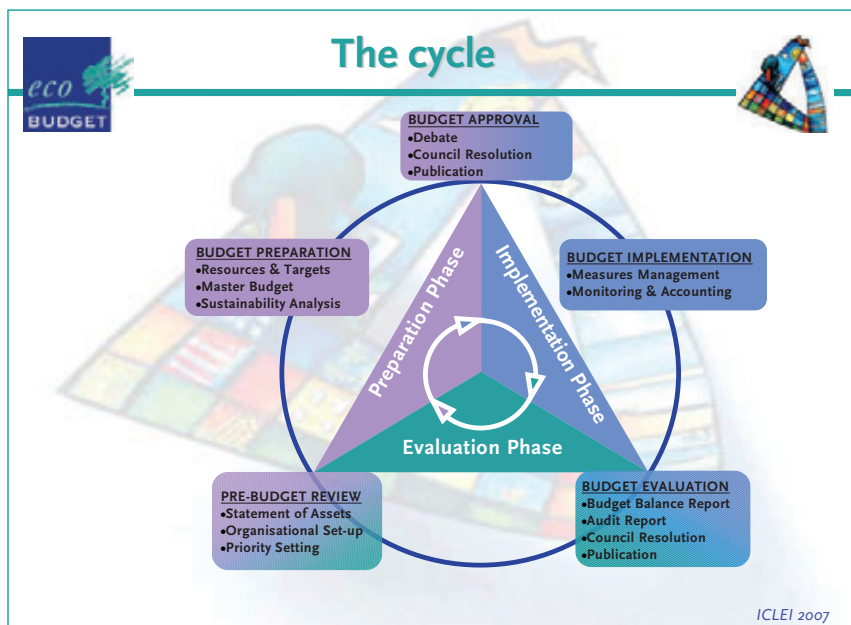 The cycle
eco
BUDGET
BUDGET APPROVAL
•Debate
•Council Resolution
•Publication
BUDGET PREPARATION
•Resources & Targets
•Master Budget
•Sustainability Analysis
BUDGET IMPLEMENTATION
•Measures Management
•Monitoring & Accounting
Preparation Phase
Implementation Phase
Evaluation Phase
PRE-BUDGET REVIEW
•Statement of Assets
•Organisational Set-up
•Priority Setting
BUDGET EVALUATION
•Budget Balance Report
•Audit Report
•Council Resolution
•Publication
ICLEI 2007